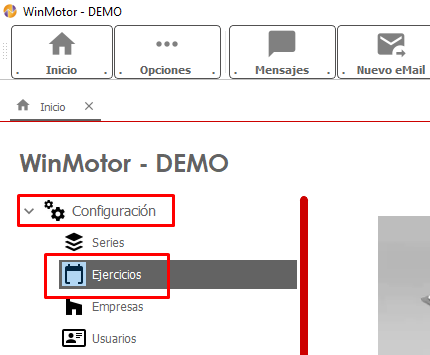 WinMotor - DEMO
Inicio
Opciones
Mensajes
Nuevo eMail
Inicio
WinMotor - DEMO
Configuración
Series
Ejercicios
Empresas
Usuarios